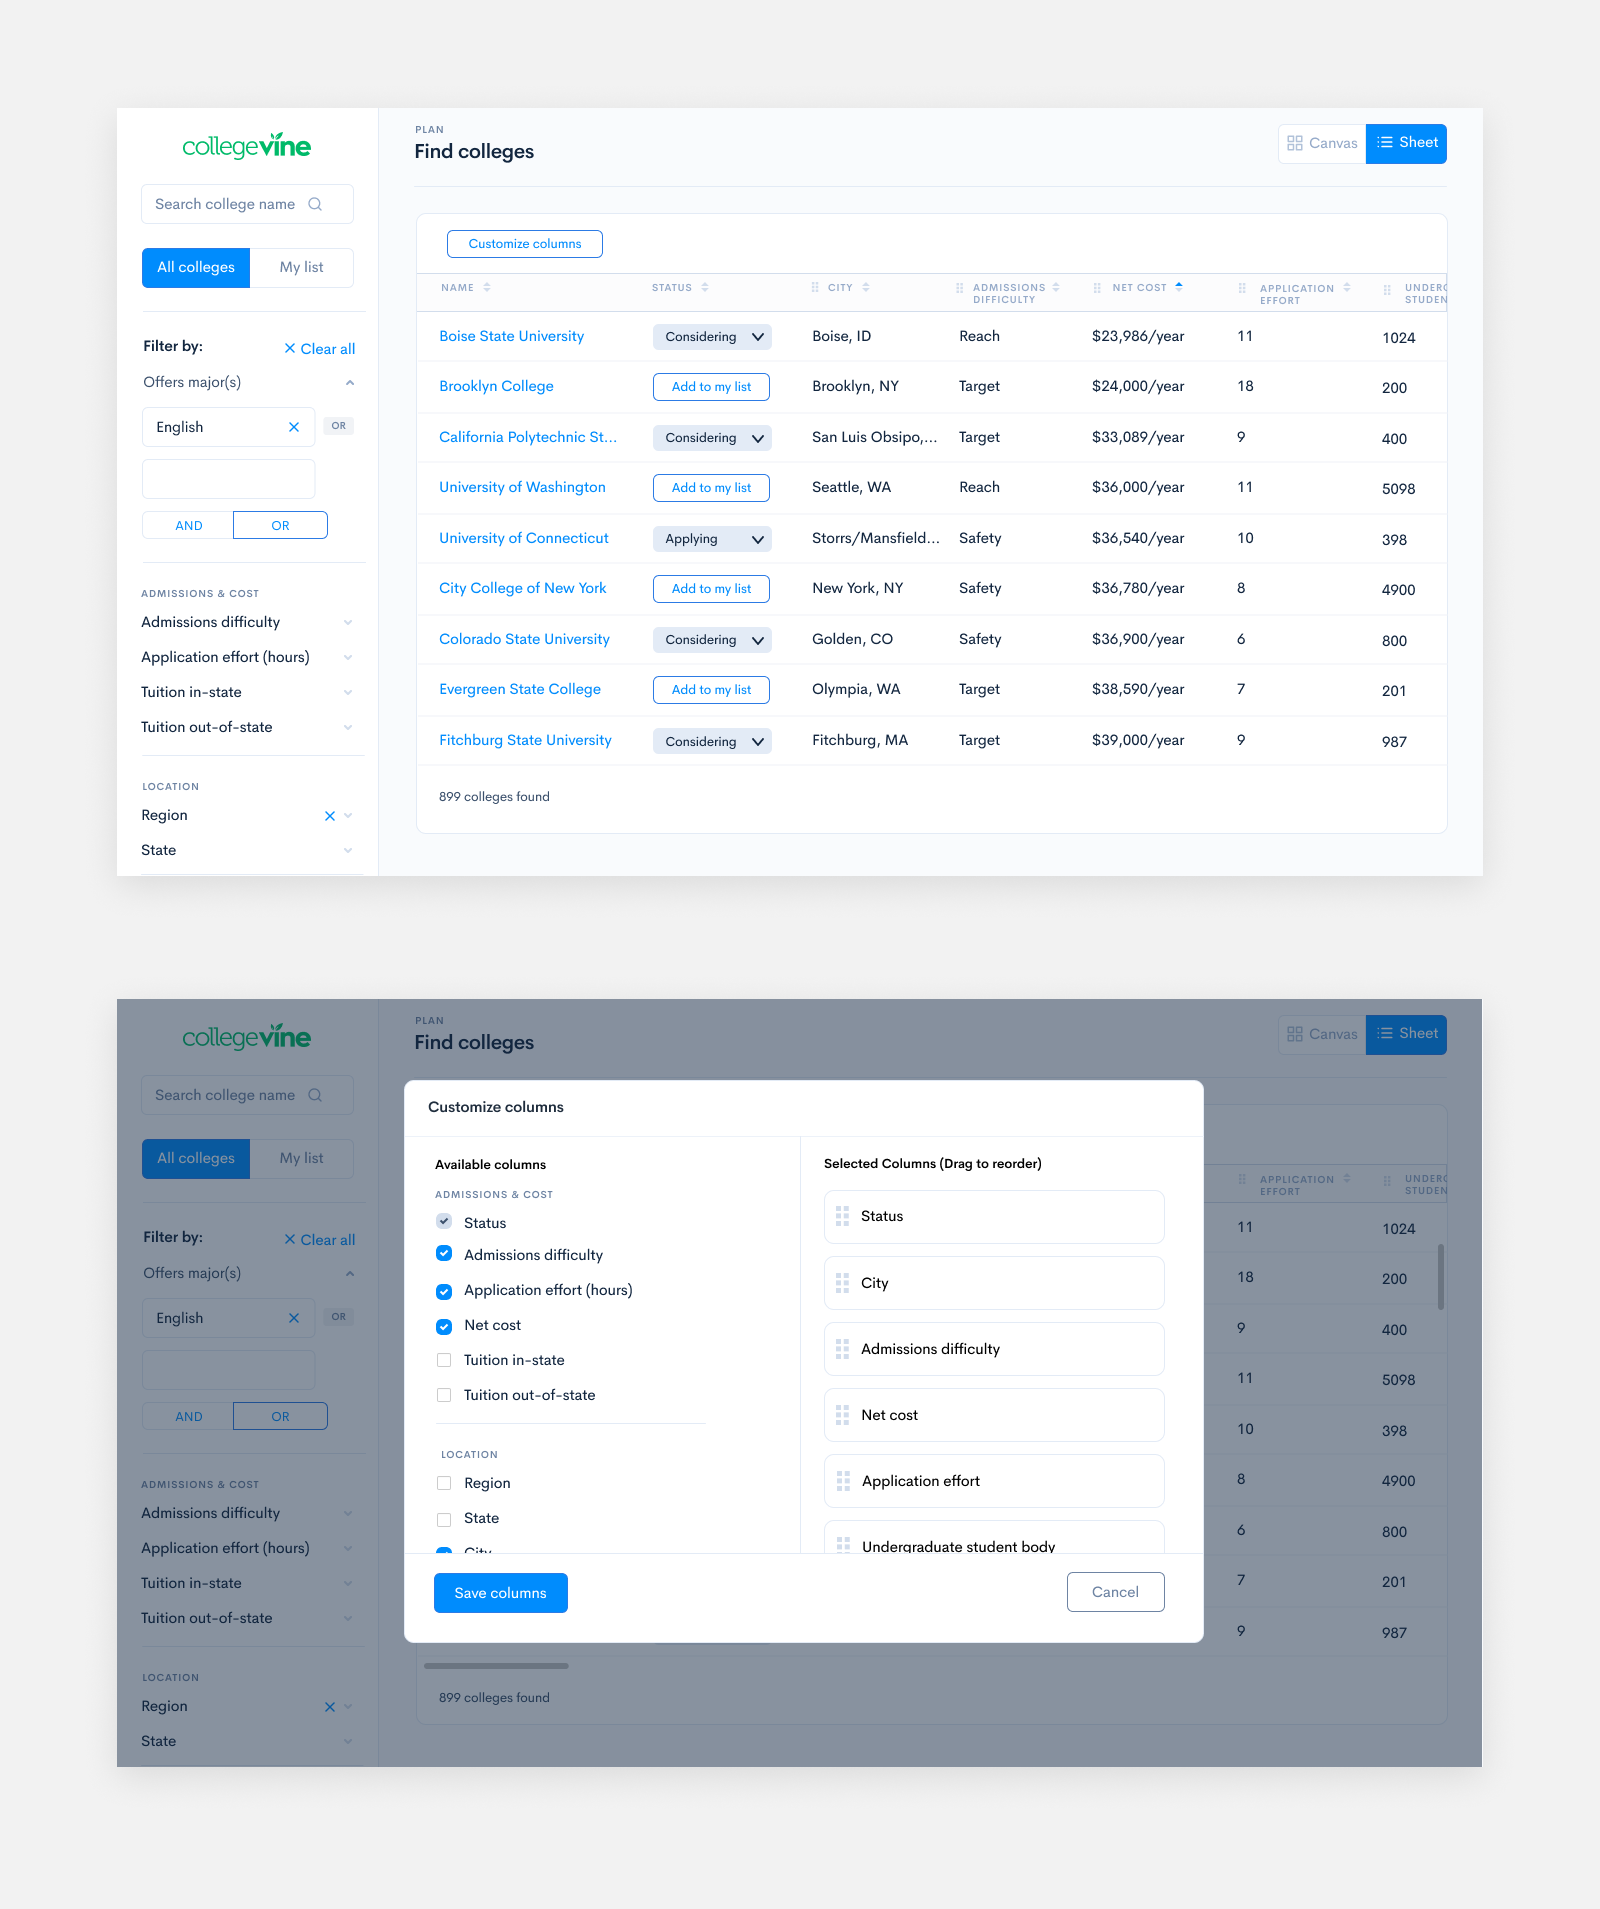 collegevine
Search college name
All colleges My list
Filter by: Clear all
Offers major(s)
English OR
AND OR
ADMISSIONS & COST
Admissions difficulty
Application effort (hours)
Tuition in-state
Tuition out-of-state
LOCATION
Region
State
PLAN
Find colleges
Canvas Sheet
Customize columns
NAME STATUS CITY ADMISSIONS DIFFICULTY NET COST APPLICATION EFFORT UNDERG STUDEN
Boise State University Considering Boise, ID Reach $23,986/year 11 1024
Brooklyn College Add to my list Brooklyn, NY Target $24,000/year 18 200
California Polytechnic St... Considering San Luis Obsipo,... Target $33,089/year 9 400
University of Washington Add to my list Seattle, WA Reach $36,000/year 11 5098
University of Connecticut Applying Storrs/Mansfield... Safety $36,540/year 10 398
City College of New York Add to my list New York, NY Safety $36,780/year 8 4900
Colorado State University Considering Golden, CO Safety $36,900/year 6 800
Evergreen State College Add to my list Olympia, WA Target $38,590/year 7 201
Fitchburg State University Considering Fitchburg, MA Target $39,000/year 9 987
899 colleges found
collegevine
Search college name
All colleges My list
Filter by: Clear all
Offers major(s)
English OR
AND OR
ADMISSIONS & COST
Admissions difficulty
Application effort (hours)
Tuition in-state
Tuition out-of-state
LOCATION
Region
State
PLAN
Find colleges
Canvas Sheet
Customize columns
Available columns
ADMISSIONS & COST
Status
Admissions difficulty
Application effort (hours)
Net cost
Tuition in-state
Tuition out-of-state
LOCATION
Region
State
City
Selected Columns (Drag to reorder)
Status
City
Admissions difficulty
Net cost
Application effort
Undergraduate student body
Save columns Cancel
APPLICATION EFFORT UNDERG STUDEN
11 1024
18 200
9 400
11 5098
10 398
8 4900
6 800
7 201
9 987
899 colleges found